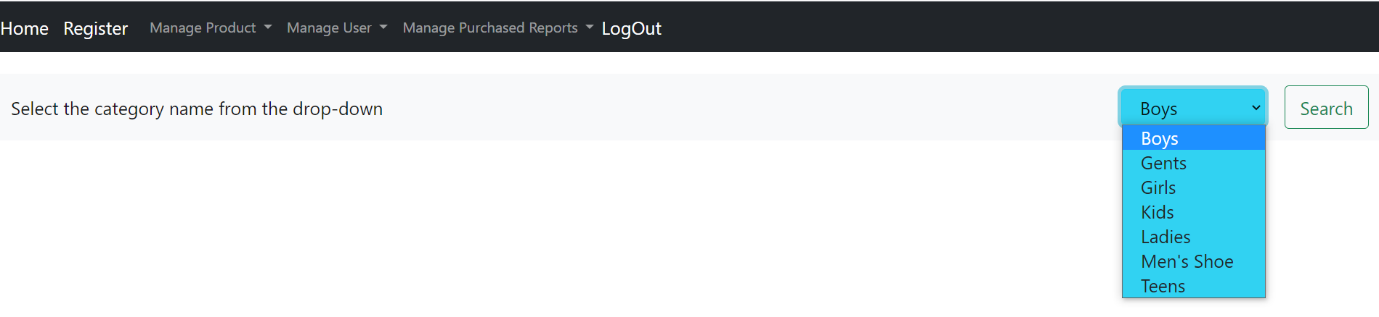 Home Register Manage Product Manage User Manage Purchased Reports LogOut
Select the category name from the drop-down Boys Search
Boys
Gents
Girls
Kids
Ladies
Men's Shoe
Teens